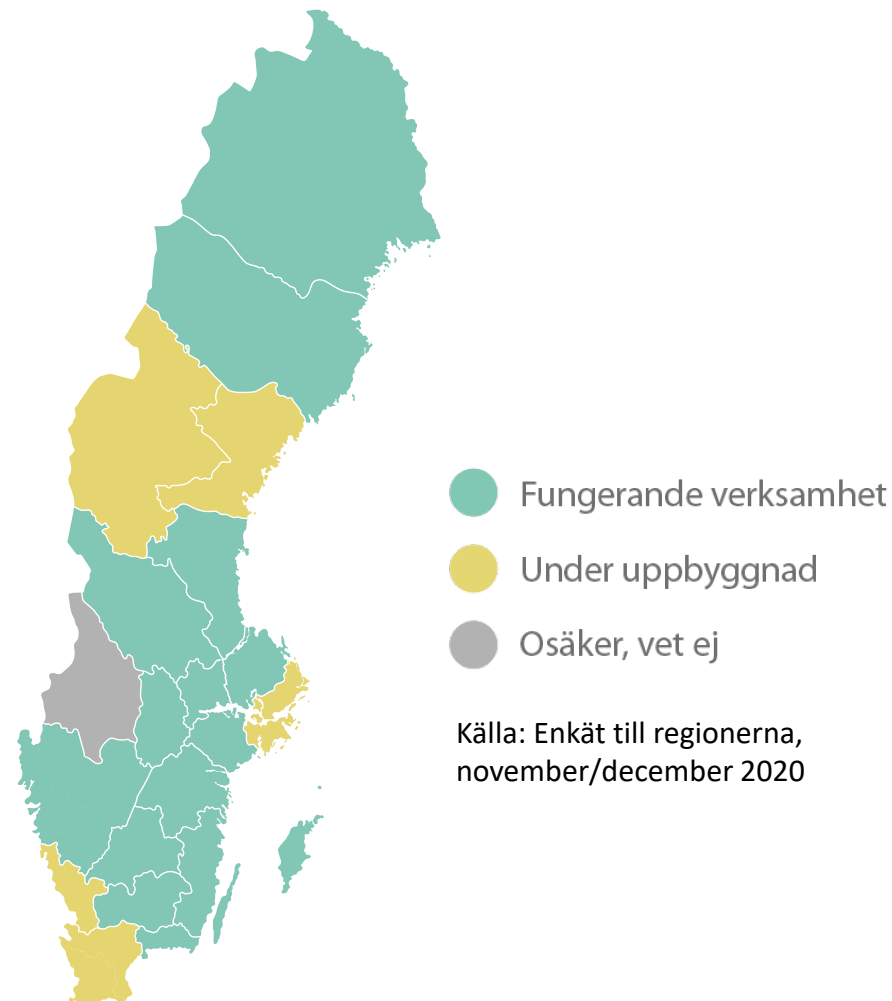 Fungerande verksamhet
Under uppbyggnad
Osäker, vet ej
Källa: Enkät till regionerna,
november/december 2020